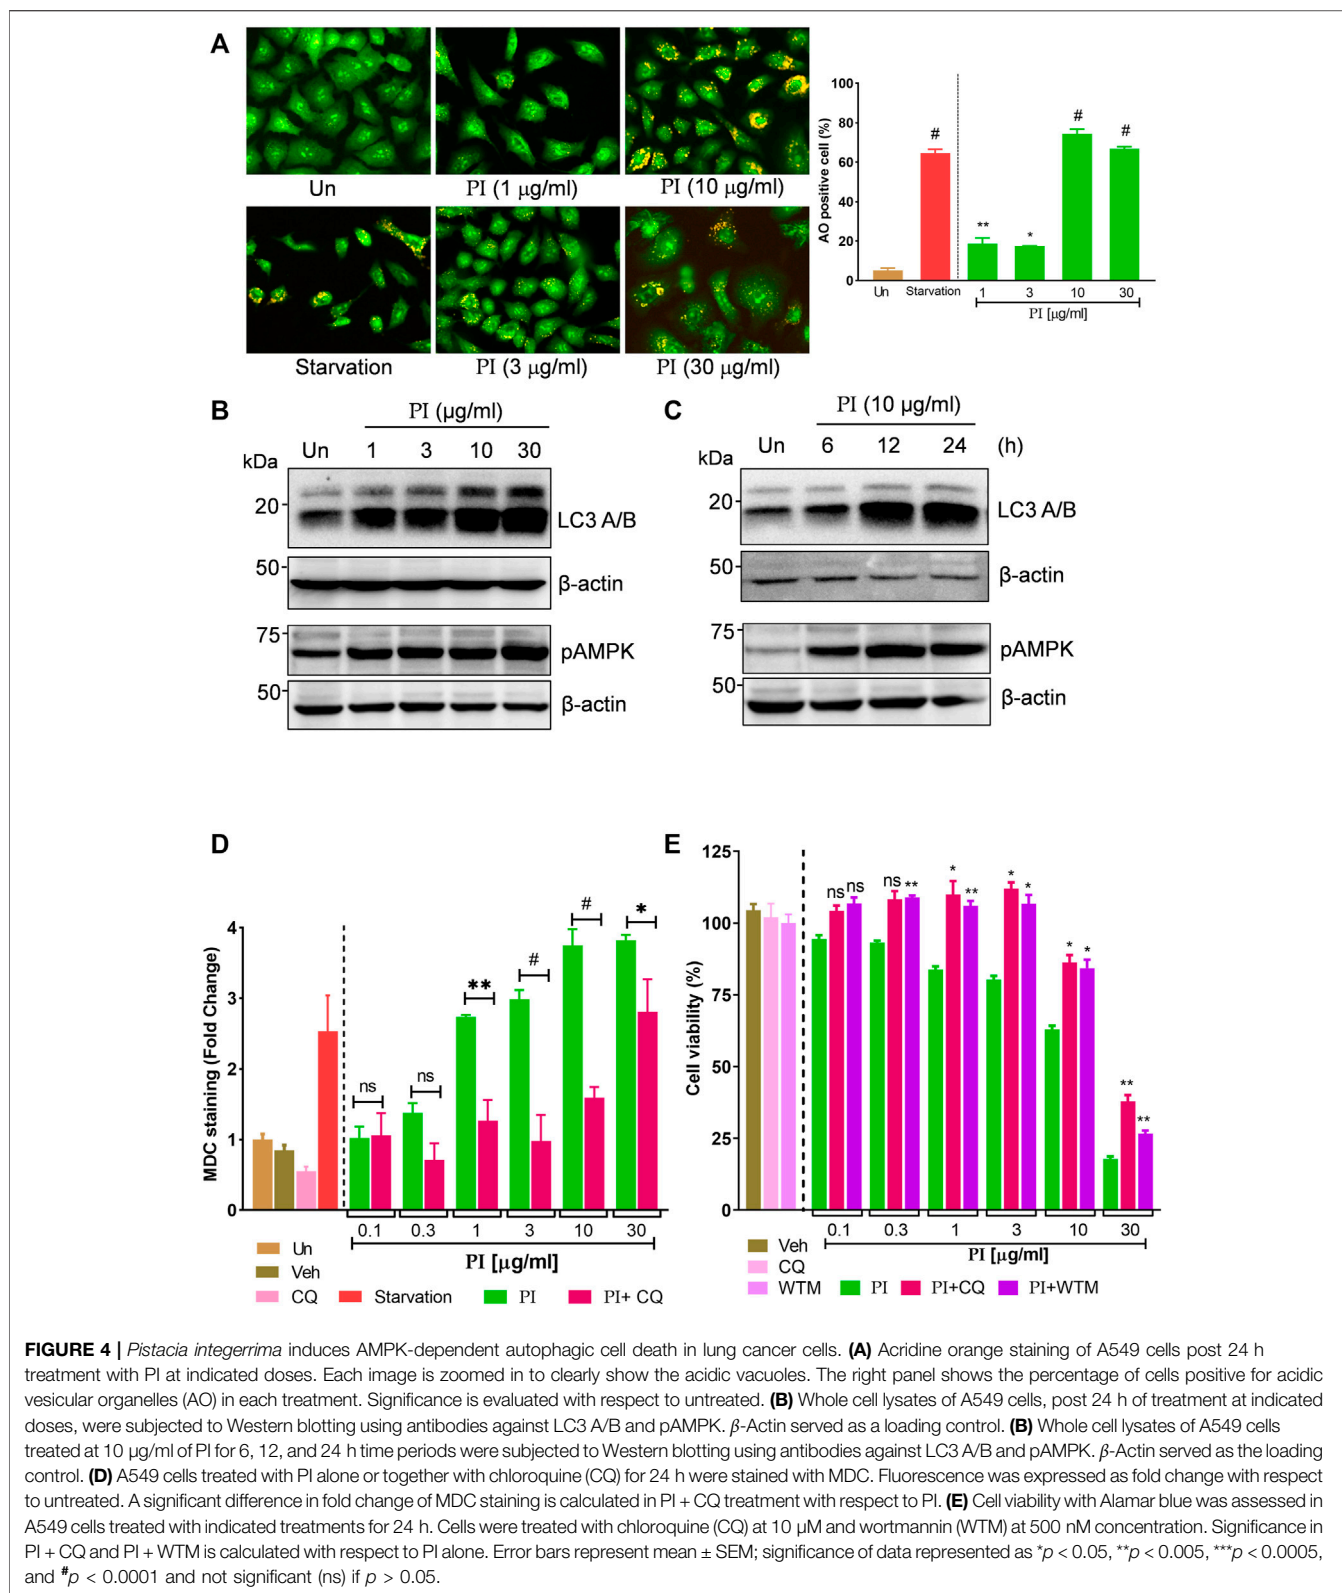 A
Un
PI (1 μg/ml)
PI (10 μg/ml)
Starvation
PI (3 μg/ml)
PI (30 μg/ml)
AO positive cell (%)
100
80
60
40
20
0
#
**
*
#
#
Un
Starvation
1
3
10
30
PI [μg/ml]
B
PI (μg/ml)
kDa
Un
1
3
10
30
20
LC3 A/B
50
β-actin
75
pAMPK
50
β-actin
C
PI (10 μg/ml)
kDa
Un
6
12
24
(h)
20
LC3 A/B
50
β-actin
75
pAMPK
50
β-actin
D
MDC staining (Fold Change)
4
3
2
1
0
ns
ns
**
#
#
*
0.1
0.3
1
3
10
30
PI [μg/ml]
Un
Veh
CQ
Starvation
PI
PI+ CQ
E
Cell viability (%)
125
100
75
50
25
0
ns
ns
ns
**
*
**
*
*
*
*
**
**
0.1
0.3
1
3
10
30
PI [μg/ml]
Veh
CQ
WTM
PI
PI+CQ
PI+WTM
FIGURE 4 | Pistacia integerrima induces AMPK-dependent autophagic cell death in lung cancer cells. (A) Acridine orange staining of A549 cells post 24 h
treatment with PI at indicated doses. Each image is zoomed in to clearly show the acidic vacuoles. The right panel shows the percentage of cells positive for acidic
vesicular organelles (AO) in each treatment. Significance is evaluated with respect to untreated. (B) Whole cell lysates of A549 cells, post 24 h of treatment at indicated
doses, were subjected to Western blotting using antibodies against LC3 A/B and pAMPK. β-Actin served as a loading control. (B) Whole cell lysates of A549 cells
treated at 10 μg/ml of PI for 6, 12, and 24 h time periods were subjected to Western blotting using antibodies against LC3 A/B and pAMPK. β-Actin served as the loading
control. (D) A549 cells treated with PI alone or together with chloroquine (CQ) for 24 h were stained with MDC. Fluorescence was expressed as fold change with respect
to untreated. A significant difference in fold change of MDC staining is calculated in PI + CQ treatment with respect to PI. (E) Cell viability with Alamar blue was assessed in
A549 cells treated with indicated treatments for 24 h. Cells were treated with chloroquine (CQ) at 10 μM and wortmannin (WTM) at 500 nM concentration. Significance in
PI + CQ and PI + WTM is calculated with respect to PI alone. Error bars represent mean ± SEM; significance of data represented as *p < 0.05, **p < 0.005, ***p < 0.0005,
and #p < 0.0001 and not significant (ns) if p > 0.05.